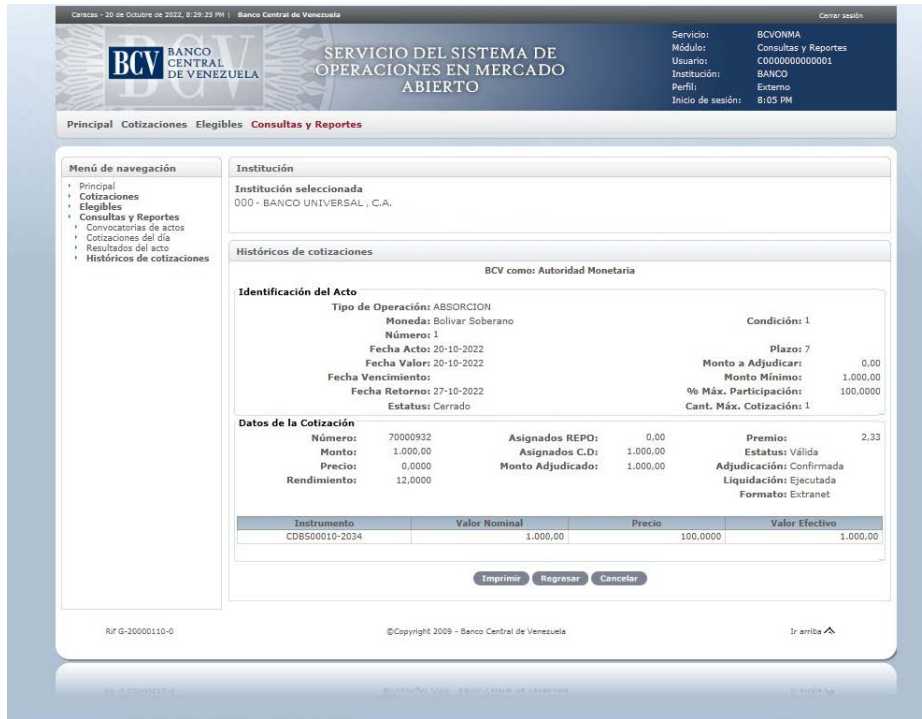 Caracas - 20 de Octubre de 2022, 8:29:25 PM | Banco Central de Venezuela
Cerrar sesión
BCV BANCO CENTRAL DE VENEZUELA
SERVICIO DEL SISTEMA DE
OPERACIONES EN MERCADO
ABIERTO
Servicio: BCVONMA
Módulo: Consultas y Reportes
Usuario: C0000000000001
Institución: BANCO
Perfil: Externo
Inicio de sesión: 8:05 PM
Principal Cotizaciones Elegibles Consultas y Reportes
Menú de navegación
Principal
Cotizaciones
Elegibles
Consultas y Reportes
Convocatorias de actos
Cotizaciones del día
Resultados del acto
Históricos de cotizaciones
Institución
Institución seleccionada
000 - BANCO UNIVERSAL , C.A.
Históricos de cotizaciones
BCV como: Autoridad Monetaria
Identificación del Acto
Tipo de Operación: ABSORCION
Moneda: Bolivar Soberano Condición: 1
Número: 1
Fecha Acto: 20-10-2022 Plazo: 7
Fecha Valor: 20-10-2022 Monto a Adjudicar: 0,00
Fecha Vencimiento: Monto Mínimo: 1.000,00
Fecha Retorno: 27-10-2022 % Máx. Participación: 100,0000
Estatus: Cerrado Cant. Máx. Cotización: 1
Datos de la Cotización
Número: 70000932 Asignados REPO: 0,00 Premio: 2,33
Monto: 1.000,00 Asignados C.D: 1.000,00 Estatus: Válida
Precio: 0,0000 Monto Adjudicado: 1.000,00 Adjudicación: Confirmada
Rendimiento: 12,0000 Liquidación: Ejecutada
Formato: Extranet
Instrumento Valor Nominal Precio Valor Efectivo
CDBS00010-2034 1.000,00 100,0000 1.000,00
Imprimir Regresar Cancelar
Rif G-20000110-0 ©Copyright 2009 - Banco Central de Venezuela Ir arriba